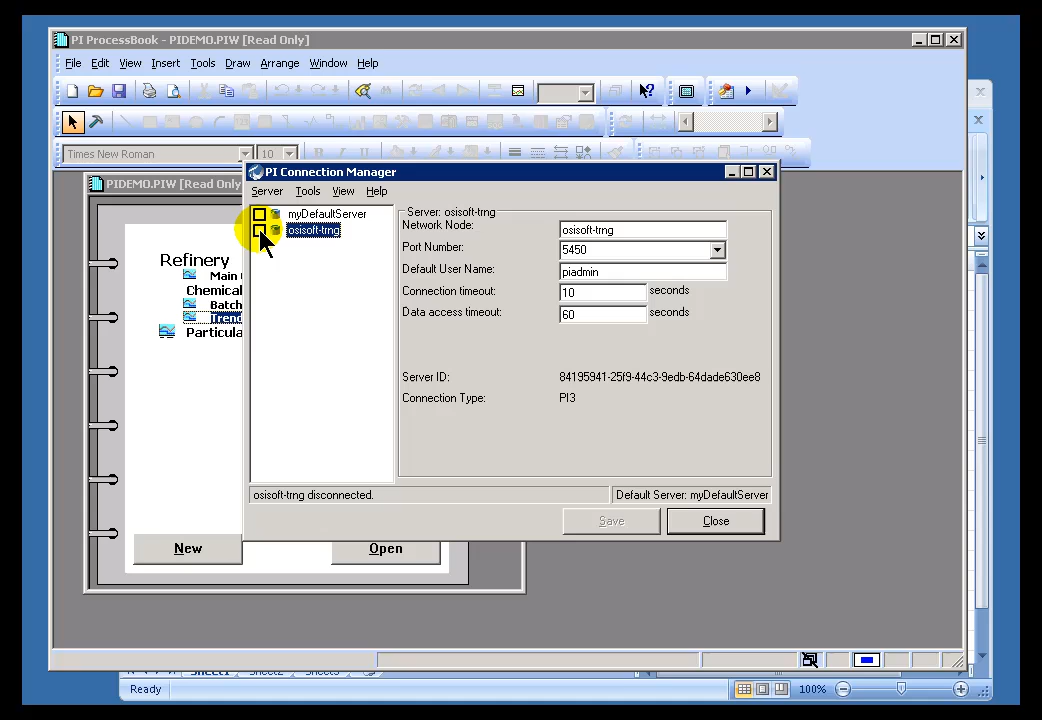 PI ProcessBook - PIDEMO.PIW [Read Only]
File Edit View Insert Tools Draw Arrange Window Help
Times New Roman 10 B I U
PIDEMO.PIW [Read Only
Refinery
Main
Chemical
Batch
Trend
Particula
New Open
PI Connection Manager
Server Tools View Help
myDefaultServer
osisoft-trng
Server: osisoft-trng
Network Node: osisoft-trng
Port Number: 5450
Default User Name: piadmin
Connection timeout: 10 seconds
Data access timeout: 60 seconds
Server ID: 84195941-25f9-44c3-9edb-64dade630ee8
Connection Type: PI3
osisoft-trng disconnected. Default Server: myDefaultServer
Save Close
Sheet1 Sheet2 Sheet3
Ready 100%